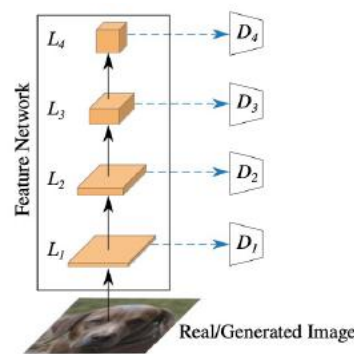 L4
D4
L3
D3
Feature Network
L2
D2
L1
D1
Real/Generated Image